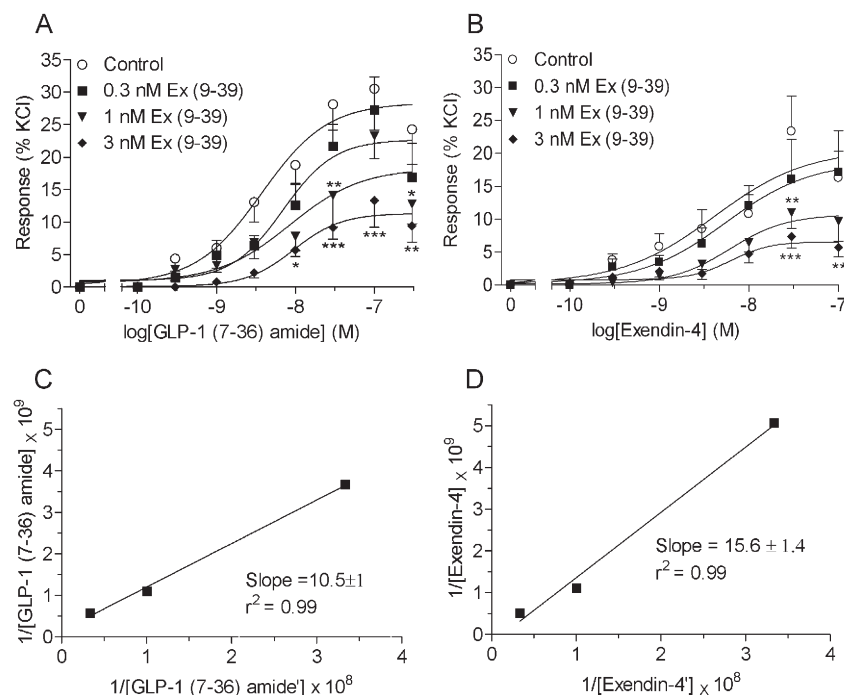 A
Control
0.3 nM Ex (9-39)
1 nM Ex (9-39)
3 nM Ex (9-39)
35
30
25
20
15
10
5
0
Response (% KCl)
**
*
*
***
***
**
0
-10
-9
-8
-7
log[GLP-1 (7-36) amide] (M)
B
Control
0.3 nM Ex (9-39)
1 nM Ex (9-39)
3 nM Ex (9-39)
35
30
25
20
15
10
5
0
Response (% KCl)
**
***
**
0
-10
-9
-8
-7
log[Exendin-4] (M)
C
5
4
3
2
1
0
1/[GLP-1 (7-36) amide] x 10⁹
Slope =10.5±1
r² = 0.99
0
1
2
3
4
1/[GLP-1 (7-36) amide'] x 10⁸
D
5
4
3
2
1
0
1/[Exendin-4] x 10⁹
Slope = 15.6 ± 1.4
r² = 0.99
0
1
2
3
4
1/[Exendin-4'] x 10⁸